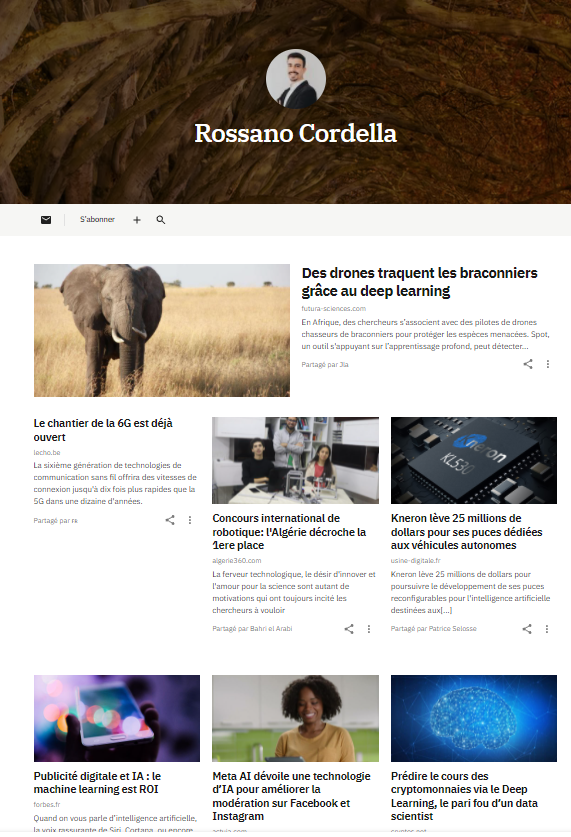 Rossano Cordella
S'abonner
Des drones traquent les braconniers
grâce au deep learning
futura-sciences.com
En Afrique, des chercheurs s'associent avec des pilotes de drones
chasseurs de braconniers pour protéger les espèces menacées. Spot,
un outil s'appuyant sur l'apprentissage profond, peut détecter...
Partagé par Jla
Le chantier de la 6G est déjà
ouvert
lecho.be
La sixième génération de technologies de
communication sans fil offrira des vitesses de
connexion jusqu'à dix fois plus rapides que la
5G dans une dizaine d'années.
Partagé par
neron
KL530
Concours international de
robotique: l'Algérie décroche la
1ere place
algerie360.com
La ferveur technologique, le désir d'innover et
l'amour pour la science sont autant de
motivations qui ont toujours incité les
chercheurs à vouloir
Partagé par Bahri el Arabi
Kneron lève 25 millions de
dollars pour ses puces dédiées
aux véhicules autonomes
usine-digitale.fr
Kneron lève 25 millions de dollars pour
poursuivre le développement de ses puces
reconfigurables pour l'intelligence artificielle
destinées aux[...]
Partagé par Patrice Selosse
Publicité digitale et IA : le
machine learning est ROI
forbes.fr
Quand on vous parle d'intelligence artificielle,
la voix rassurante de Siri, Cortana, ou encore
Meta AI dévoile une technologie
d'IA pour améliorer la
modération sur Facebook et
Instagram
Prédire le cours des
cryptomonnaies via le Deep
Learning, le pari fou d'un data
scientist